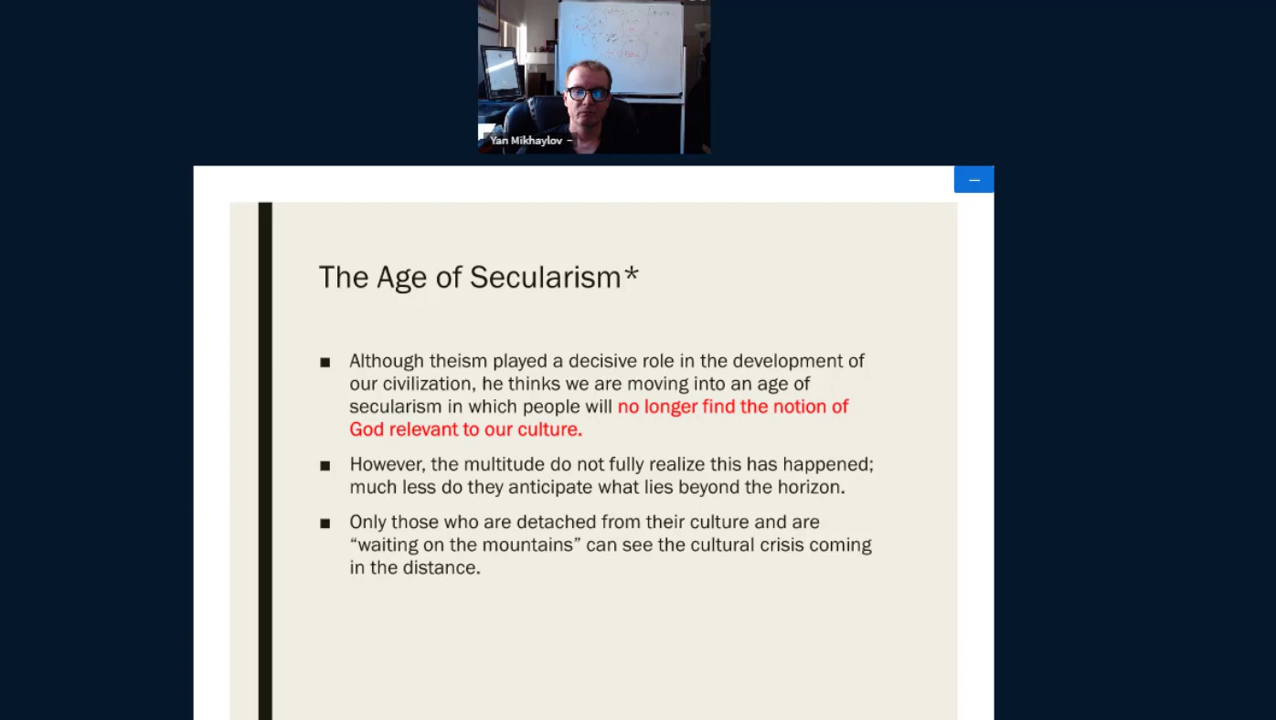 Yan Mikhaylov
The Age of Secularism*
Although theism played a decisive role in the development of
our civilization, he thinks we are moving into an age of
secularism in which people will no longer find the notion of
God relevant to our culture.
However, the multitude do not fully realize this has happened;
much less do they anticipate what lies beyond the horizon.
Only those who are detached from their culture and are
“waiting on the mountains” can see the cultural crisis coming
in the distance.